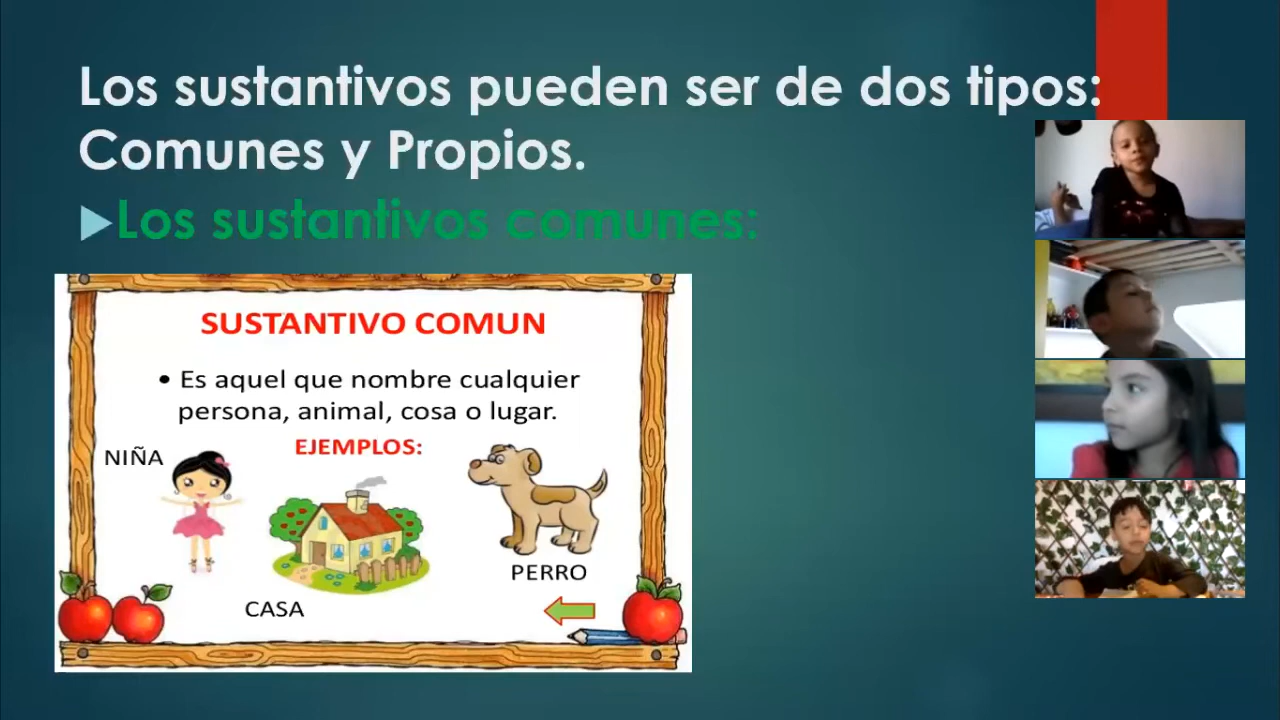 Los sustantivos pueden ser de dos tipos:
Comunes y Propios.
Los sustantivos comunes:
SUSTANTIVO COMUN
• Es aquel que nombre cualquier
persona, animal, cosa o lugar.
EJEMPLOS:
NIÑA
PERRO
CASA